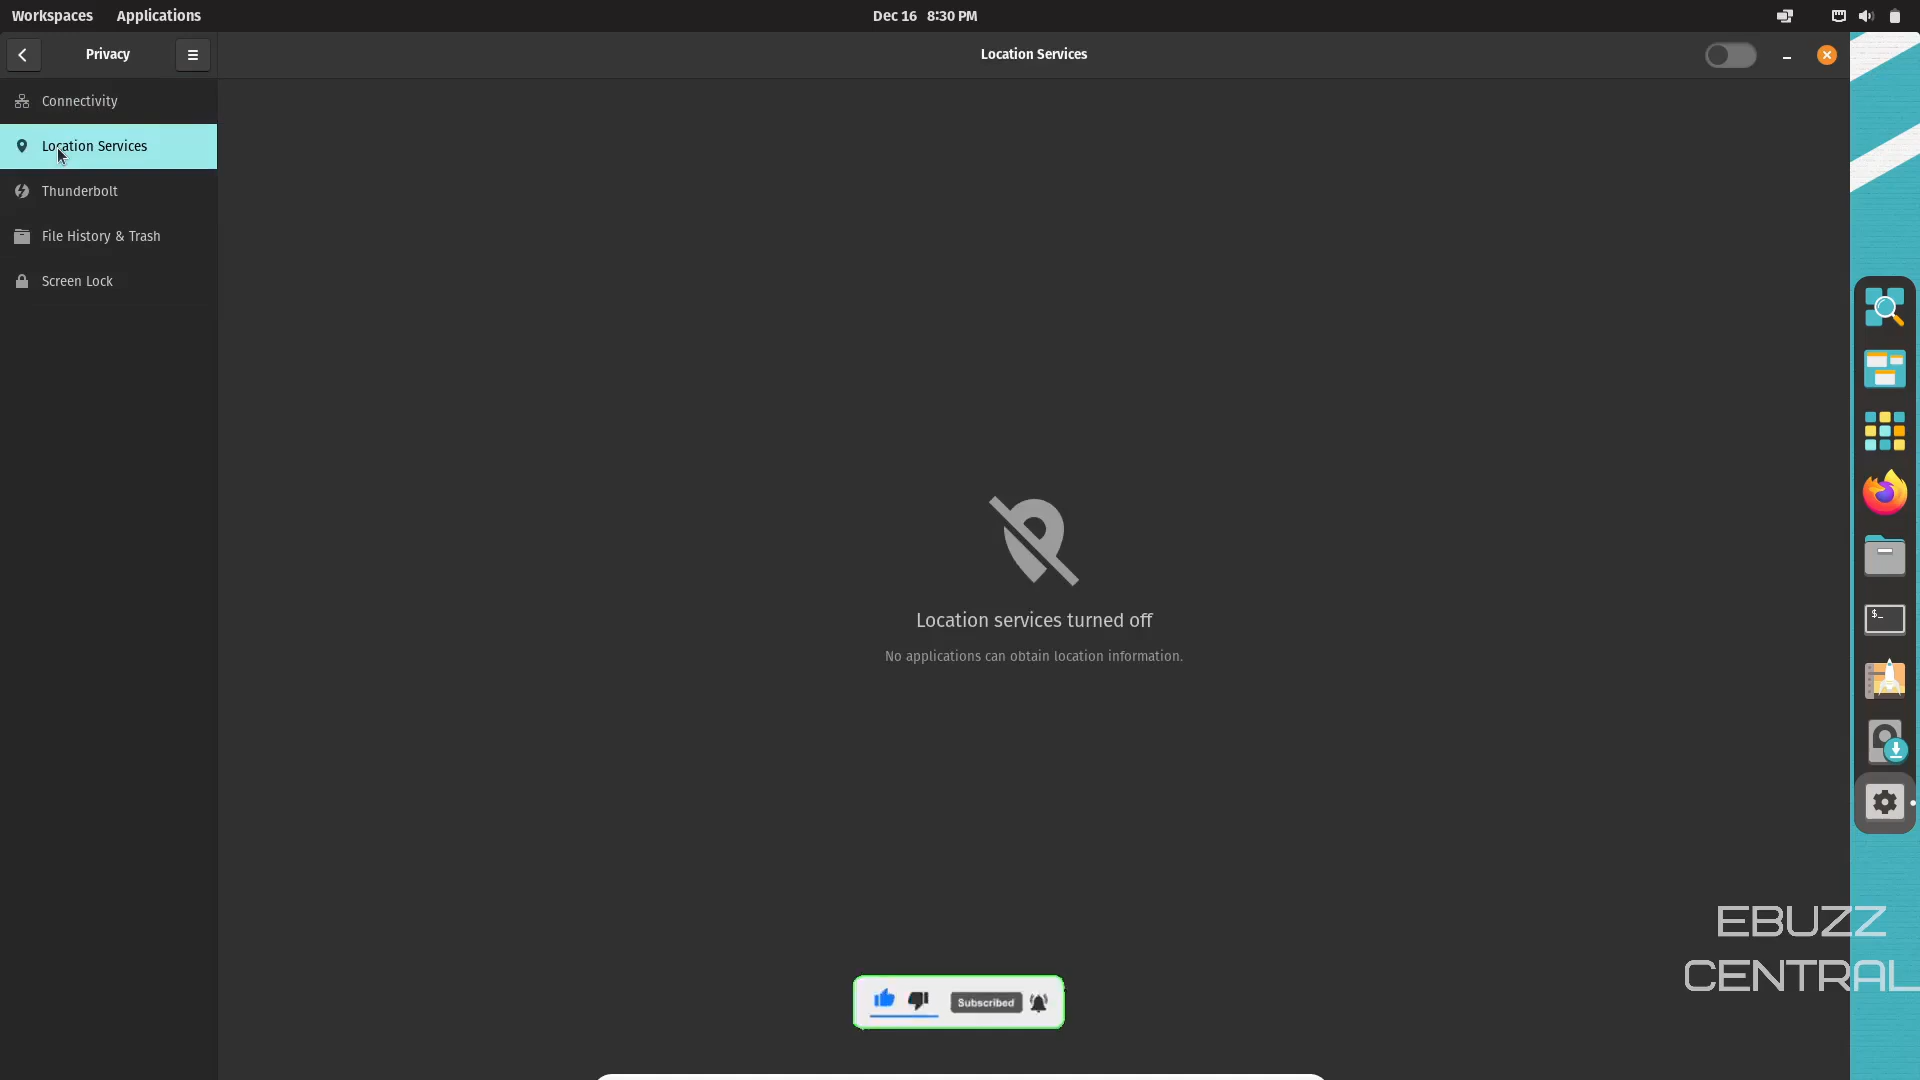 Workspaces Applications Dec 16 8:30 PM
Privacy Location Services
Connectivity
Location Services
Thunderbolt
File History & Trash
Screen Lock
$_
Location services turned off
No applications can obtain location information.
EBUZZ
CENTRAL
Subscribed